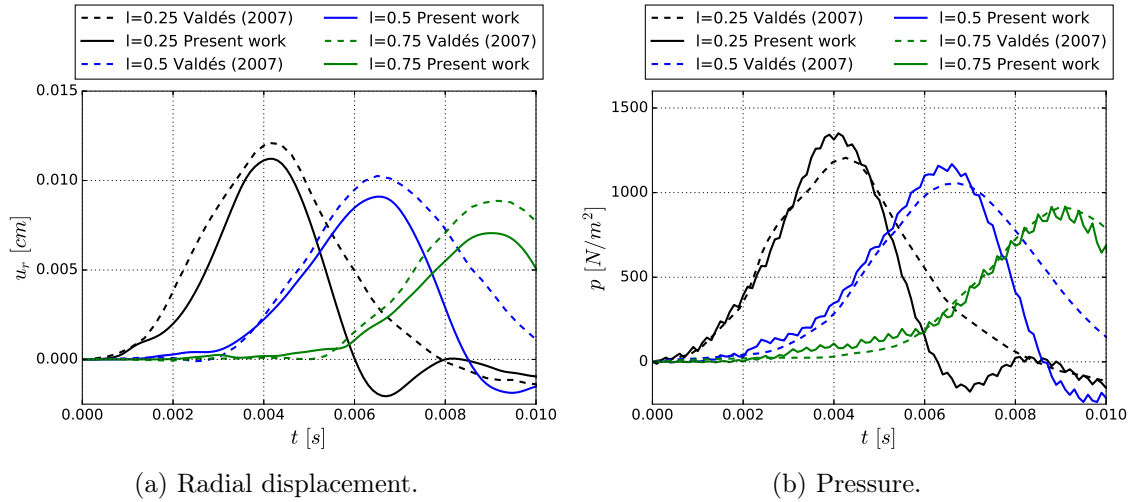 l=0.25 Valdés (2007)
l=0.25 Present work
l=0.5 Valdés (2007)
l=0.5 Present work
l=0.75 Valdés (2007)
l=0.75 Present work
0.015
0.010
0.005
0.000
u_r [cm]
0.000 0.002 0.004 0.006 0.008 0.010
t [s]
(a) Radial displacement.
l=0.25 Valdés (2007)
l=0.25 Present work
l=0.5 Valdés (2007)
l=0.5 Present work
l=0.75 Valdés (2007)
l=0.75 Present work
1500
1000
500
0
p [N/m^2]
0.000 0.002 0.004 0.006 0.008 0.010
t [s]
(b) Pressure.